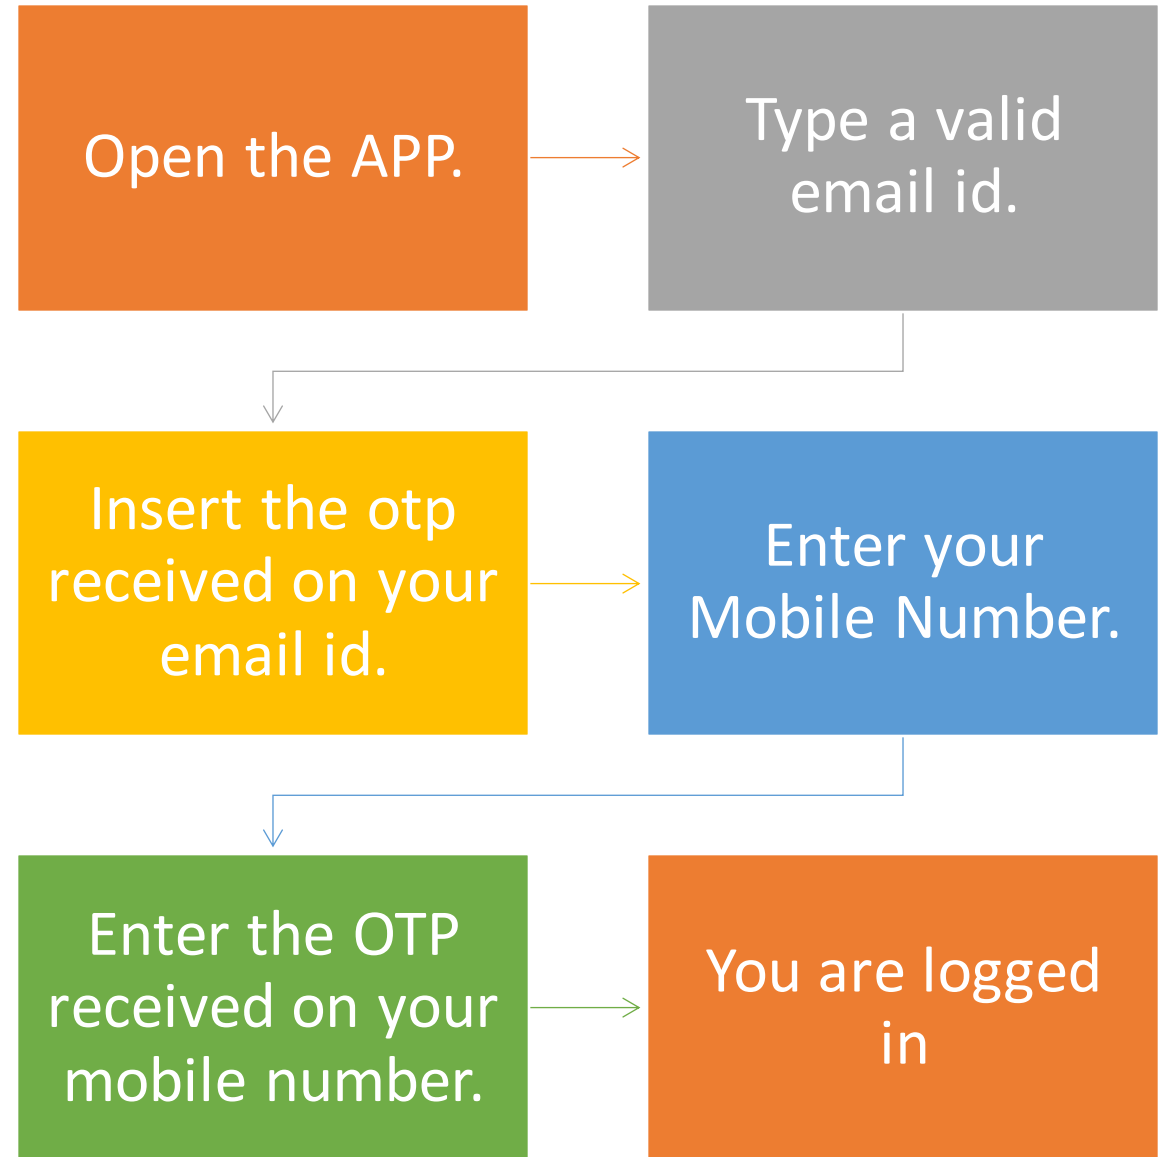 Open the APP.
Type a valid
email id.
Insert the otp
received on your
email id.
Enter your
Mobile Number.
Enter the OTP
received on your
mobile number.
You are logged
in